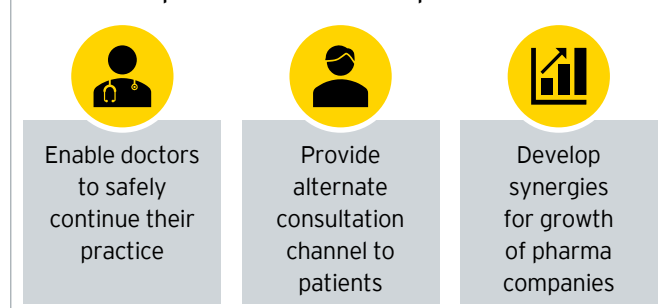 Enable doctors
to safely
continue their
practice
Provide
alternate
consultation
channel to
patients
Develop
synergies
for growth
of pharma
companies